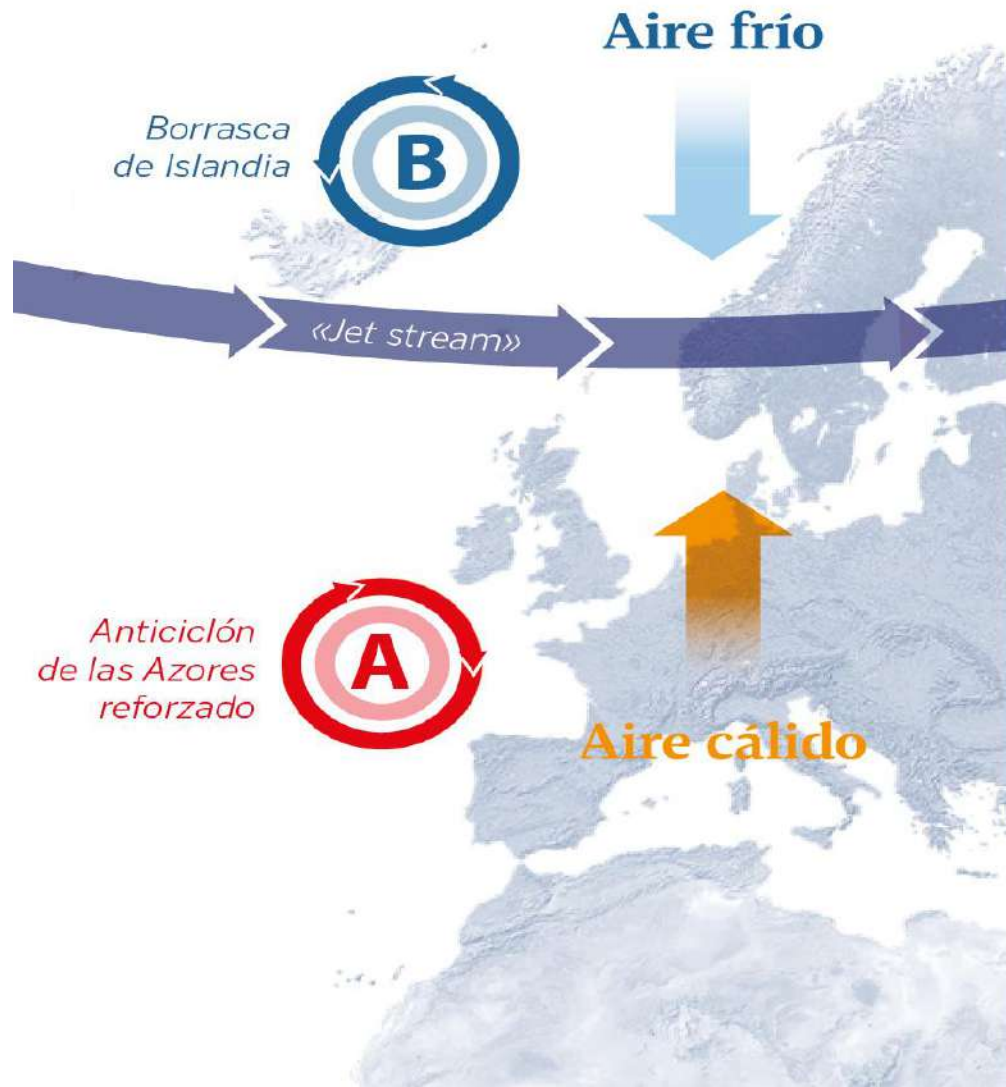 Aire frío
Borrasca
de Islandia
B
«Jet stream»
Anticiclón
de las Azores
reforzado
A
Aire cálido